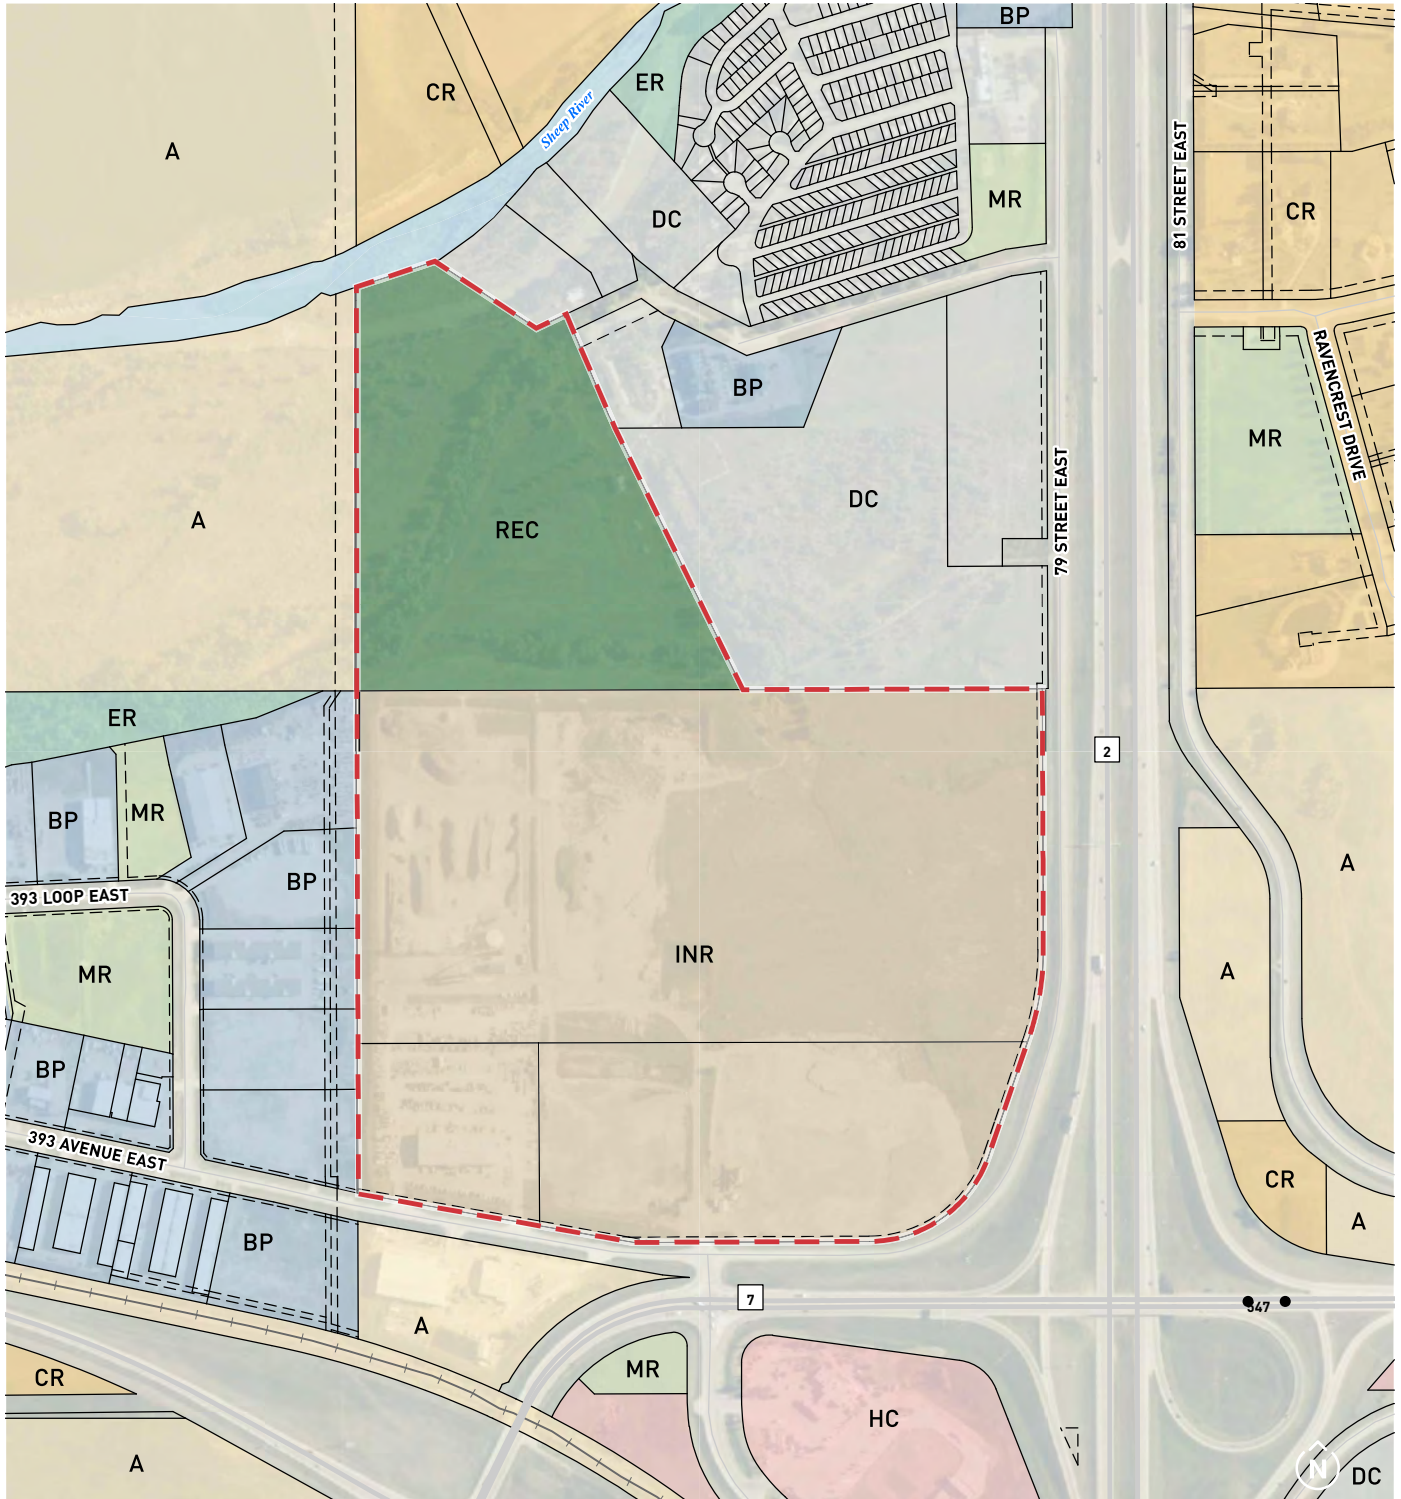 BP
CR
ER
Sheep River
A
MR
81 STREET EAST
CR
DC
RAVENCREST DRIVE
BP
MR
DC
79 STREET EAST
A
REC
ER
2
BP
MR
A
BP
393 LOOP EAST
INR
MR
A
BP
393 AVENUE EAST
CR
A
BP
7
547
A
MR
CR
HC
A
N
DC